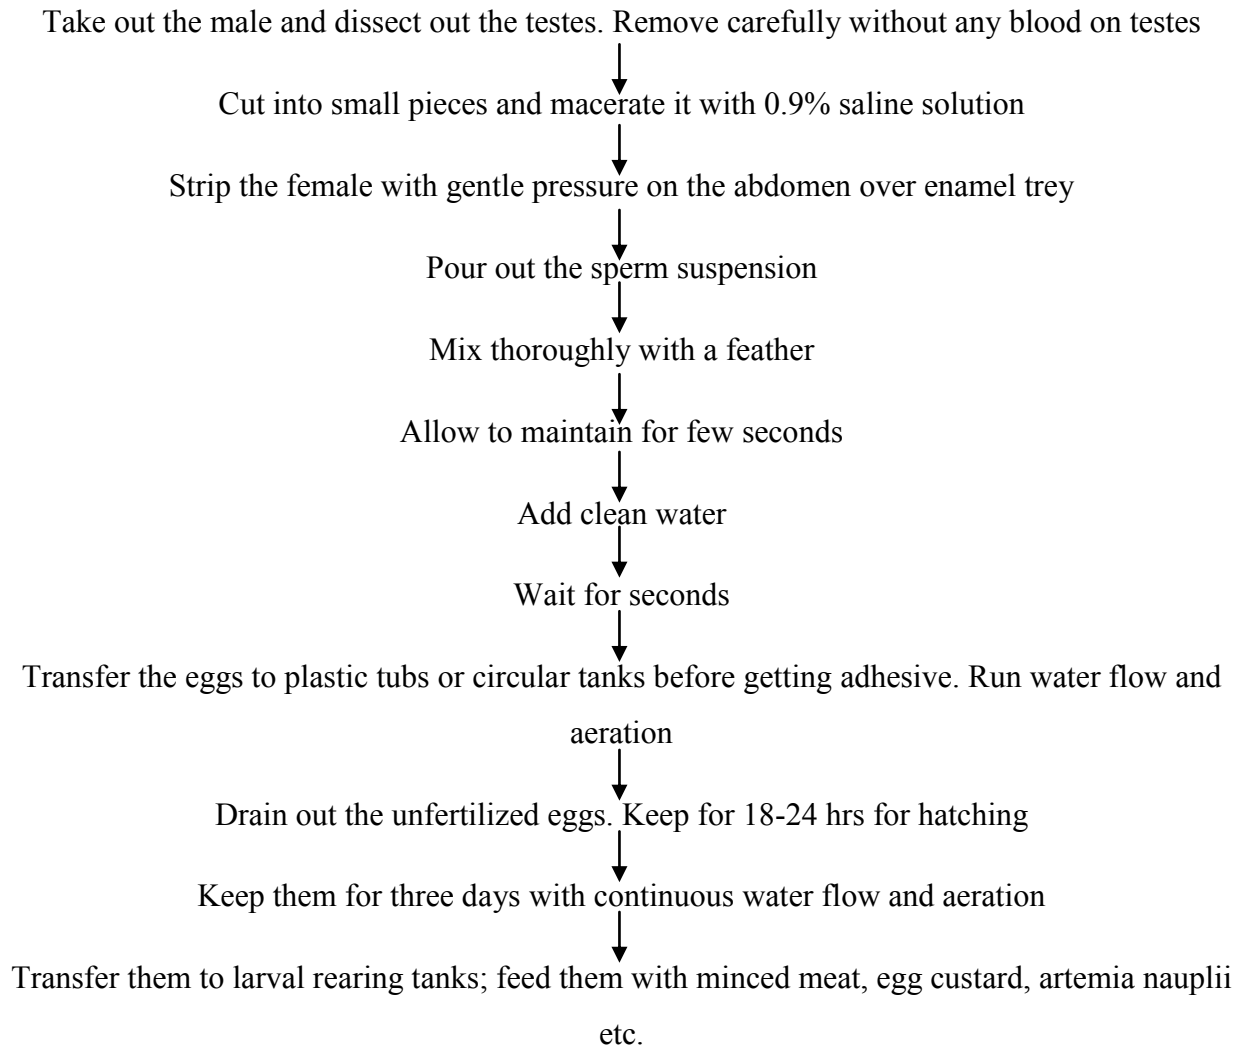 Take out the male and dissect out the testes. Remove carefully without any blood on testes
Cut into small pieces and macerate it with 0.9% saline solution
Strip the female with gentle pressure on the abdomen over enamel trey
Pour out the sperm suspension
Mix thoroughly with a feather
Allow to maintain for few seconds
Add clean water
Wait for seconds
Transfer the eggs to plastic tubs or circular tanks before getting adhesive. Run water flow and
aeration
Drain out the unfertilized eggs. Keep for 18-24 hrs for hatching
Keep them for three days with continuous water flow and aeration
Transfer them to larval rearing tanks; feed them with minced meat, egg custard, artemia nauplii
etc.